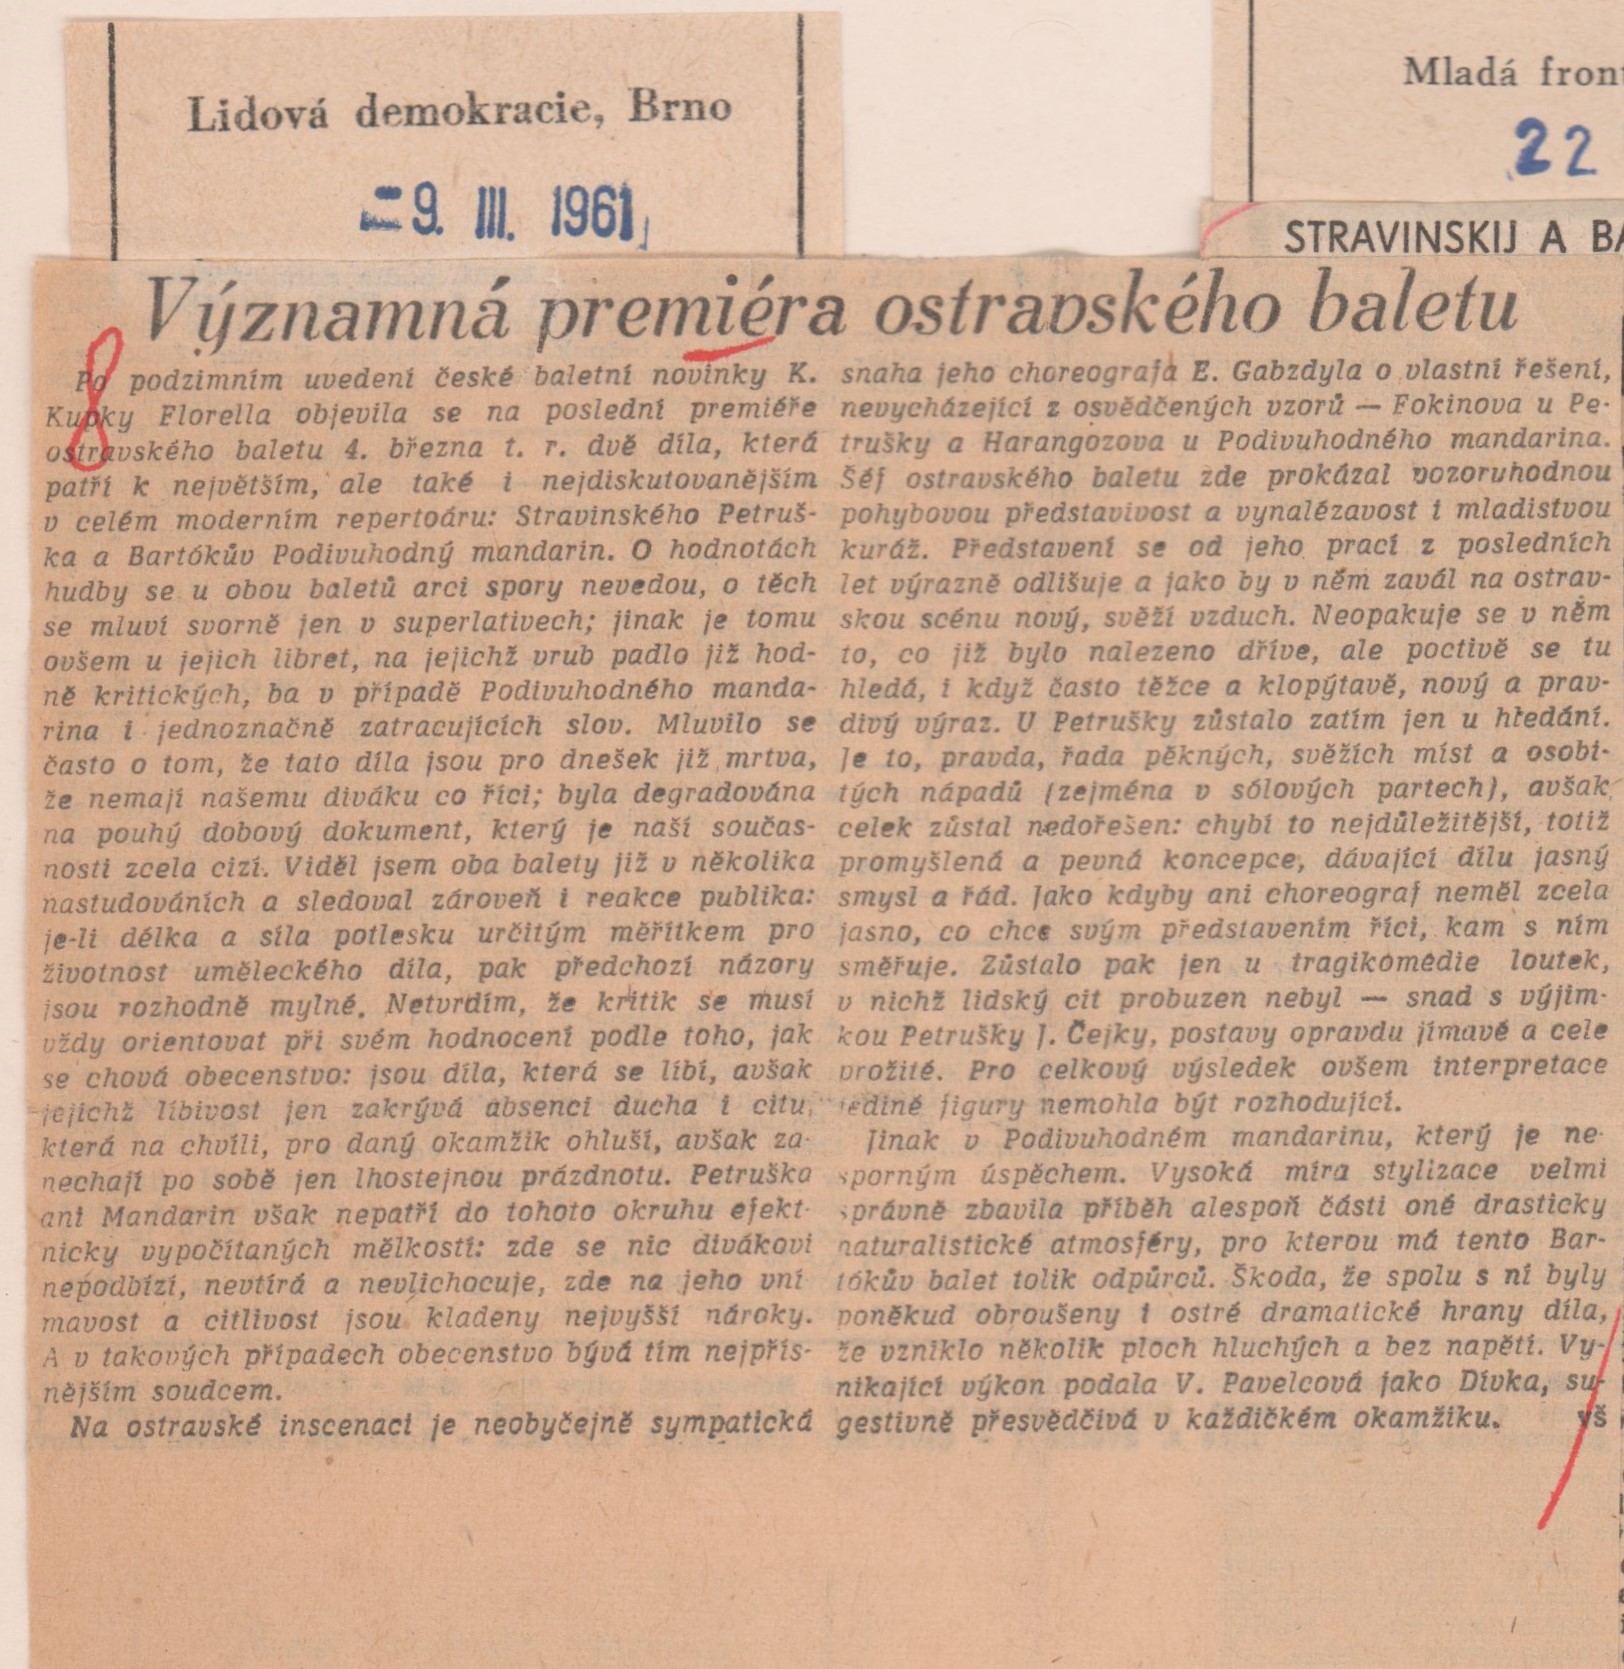 Lidová demokracie, Brno
-9. III. 1961
Mladá front
22
STRAVINSKIJ A BA
Významná premiéra ostravského baletu
8
Po podzimním uvedení české baletní novinky K.
Kupky Florella objevila se na poslední premiéře
ostravského baletu 4. března t. r. dvě díla, která
patří k největším, ale také i nejdiskutovanějším
v celém moderním repertoáru: Stravinského Petruš-
ka a Bartókův Podivuhodný mandarin. O hodnotách
hudby se u obou baletů arci spory nevedou, o těch
se mluví svorně jen v superlativech; jinak je tomu
ovšem u jejich libret, na jejichž vrub padlo již hod-
ně kritických, ba v případě Podivuhodného manda-
rina i jednoznačně zatracujících slov. Mluvilo se
často o tom, že tato díla jsou pro dnešek již mrtva,
že nemají našemu diváku co říci; byla degradována
na pouhý dobový dokument, který je naší součas-
nosti zcela cizí. Viděl jsem oba balety již v několika
nastudováních a sledoval zároveň i reakce publika:
je-li délka a síla potlesku určitým měřítkem pro
životnost uměleckého díla, pak předchozí názory
jsou rozhodně mylné. Netvrdím, že kritik se musí
vždy orientovat při svém hodnocení podle toho, jak
se chová obecenstvo: jsou díla, která se líbí, avšak
jejichž líbivost jen zakrývá absenci ducha i citu,
která na chvíli, pro daný okamžik ohluší, avšak za-
nechají po sobě jen lhostejnou prázdnotu. Petruška
ani Mandarin však nepatří do tohoto okruhu efekt-
nicky vypočítaných mělkostí: zde se nic divákovi
nepodbízí, nevtírá a nevlichocuje, zde na jeho vní
mavost a citlivost jsou kladeny nejvyšší nároky.
A v takových případech obecenstvo bývá tím nejpřís-
nějším soudcem.
Na ostravské inscenaci je neobyčejně sympatická
snaha jeho choreografa E. Gabzdyla o vlastní řešení,
nevycházející z osvědčených vzorů — Fokinova u Pe-
trušky a Harangozova u Podivuhodného mandarina.
Šéf ostravského baletu zde prokázal pozoruhodnou
pohybovou představivost a vynalézavost i mladistvou
kuráž. Představení se od jeho prací z posledních
let výrazně odlišuje a jako by v něm zavál na ostrav-
skou scénu nový, svěží vzduch. Neopakuje se v něm
to, co již bylo nalezeno dříve, ale poctivě se tu
hledá, i když často těžce a klopýtavě, nový a prav-
divý výraz. U Petrušky zůstalo zatím jen u hledání.
Je to, pravda, řada pěkných, svěžích míst a osobi-
tých nápadů (zejména v sólových partech), avšak
celek zůstal nedořešen: chybí to nejdůležitější, totiž
promyšlená a pevná koncepce, dávající dílu jasný
smysl a řád. Jako kdyby ani choreograf neměl zcela
jasno, co chce svým představením říci, kam s ním
směřuje. Zůstalo pak jen u tragikomedie loutek,
v nichž lidský cit probuzen nebyl — snad s výjim-
kou Petrušky J. Čejky, postavy opravdu jímavé a cele
prožité. Pro celkový výsledek ovšem interpretace
jediné figury nemohla být rozhodující.
Jinak v Podivuhodném mandarinu, který je ne-
sporným úspěchem. Vysoká míra stylizace velmi
správně zbavila příběh alespoň části oné drasticky
naturalistické atmosféry, pro kterou má tento Bar-
tókův balet tolik odpůrců. Škoda, že spolu s ní byly
poněkud obroušeny i ostré dramatické hrany díla,
že vzniklo několik ploch hluchých a bez napětí. Vy-
nikající výkon podala V. Pavelcová jako Dívka, su-
gestivně přesvědčivá v každičkém okamžiku. yš